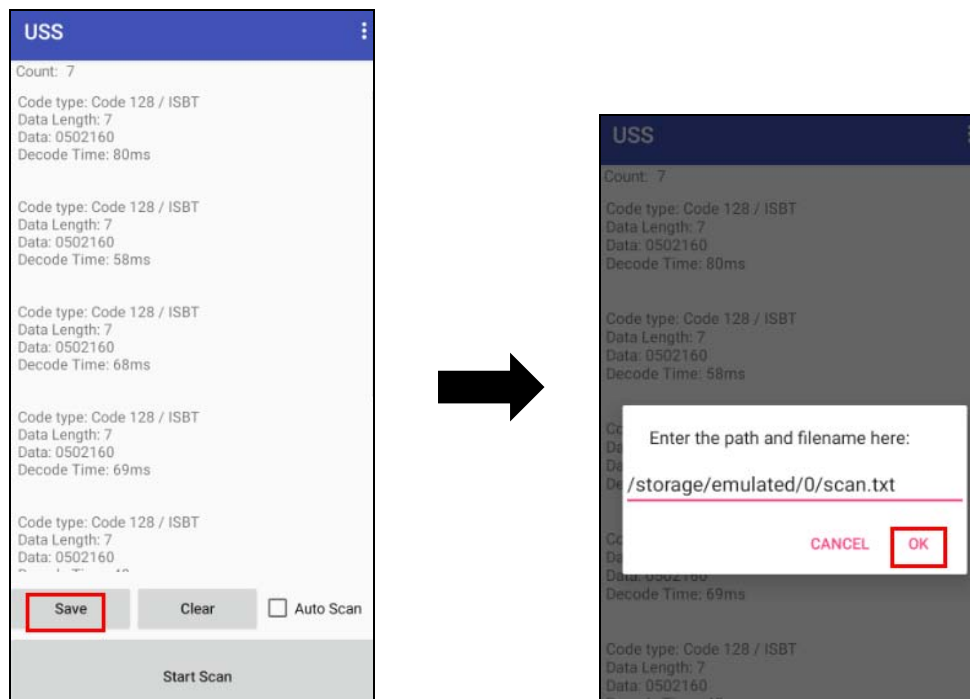 USS
Count: 7
Code type: Code 128 / ISBT
Data Length: 7
Data: 0502160
Decode Time: 80ms
Code type: Code 128 / ISBT
Data Length: 7
Data: 0502160
Decode Time: 58ms
Code type: Code 128 / ISBT
Data Length: 7
Data: 0502160
Decode Time: 68ms
Code type: Code 128 / ISBT
Data Length: 7
Data: 0502160
Decode Time: 69ms
Code type: Code 128 / ISBT
Data Length: 7
Data: 0502160
Save Clear Auto Scan
Start Scan
USS
Count: 7
Code type: Code 128 / ISBT
Data Length: 7
Data: 0502160
Decode Time: 80ms
Code type: Code 128 / ISBT
Data Length: 7
Data: 0502160
Decode Time: 58ms
Enter the path and filename here:
/storage/emulated/0/scan.txt
CANCEL OK
Data: 0502160
Decode Time: 69ms
Code type: Code 128 / ISBT
Data Length: 7
Data: 0502160